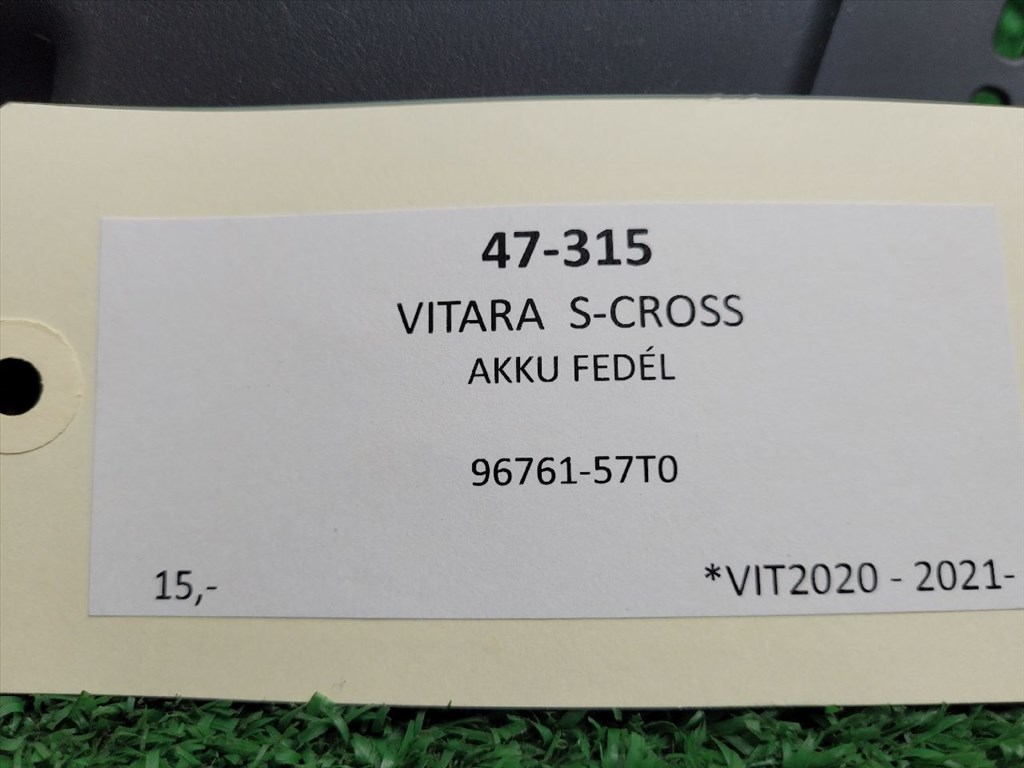 47-315
VITARA S-CROSS
AKKU FEDÉL
96761-57T0
15,- *VIT2020 - 2021-